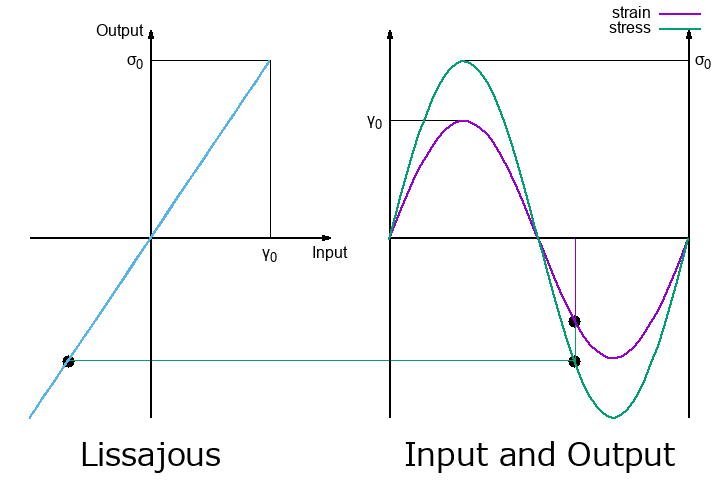 strain
stress
Output
σ0
σ0
γ0
γ0
Input
Lissajous
Input and Output